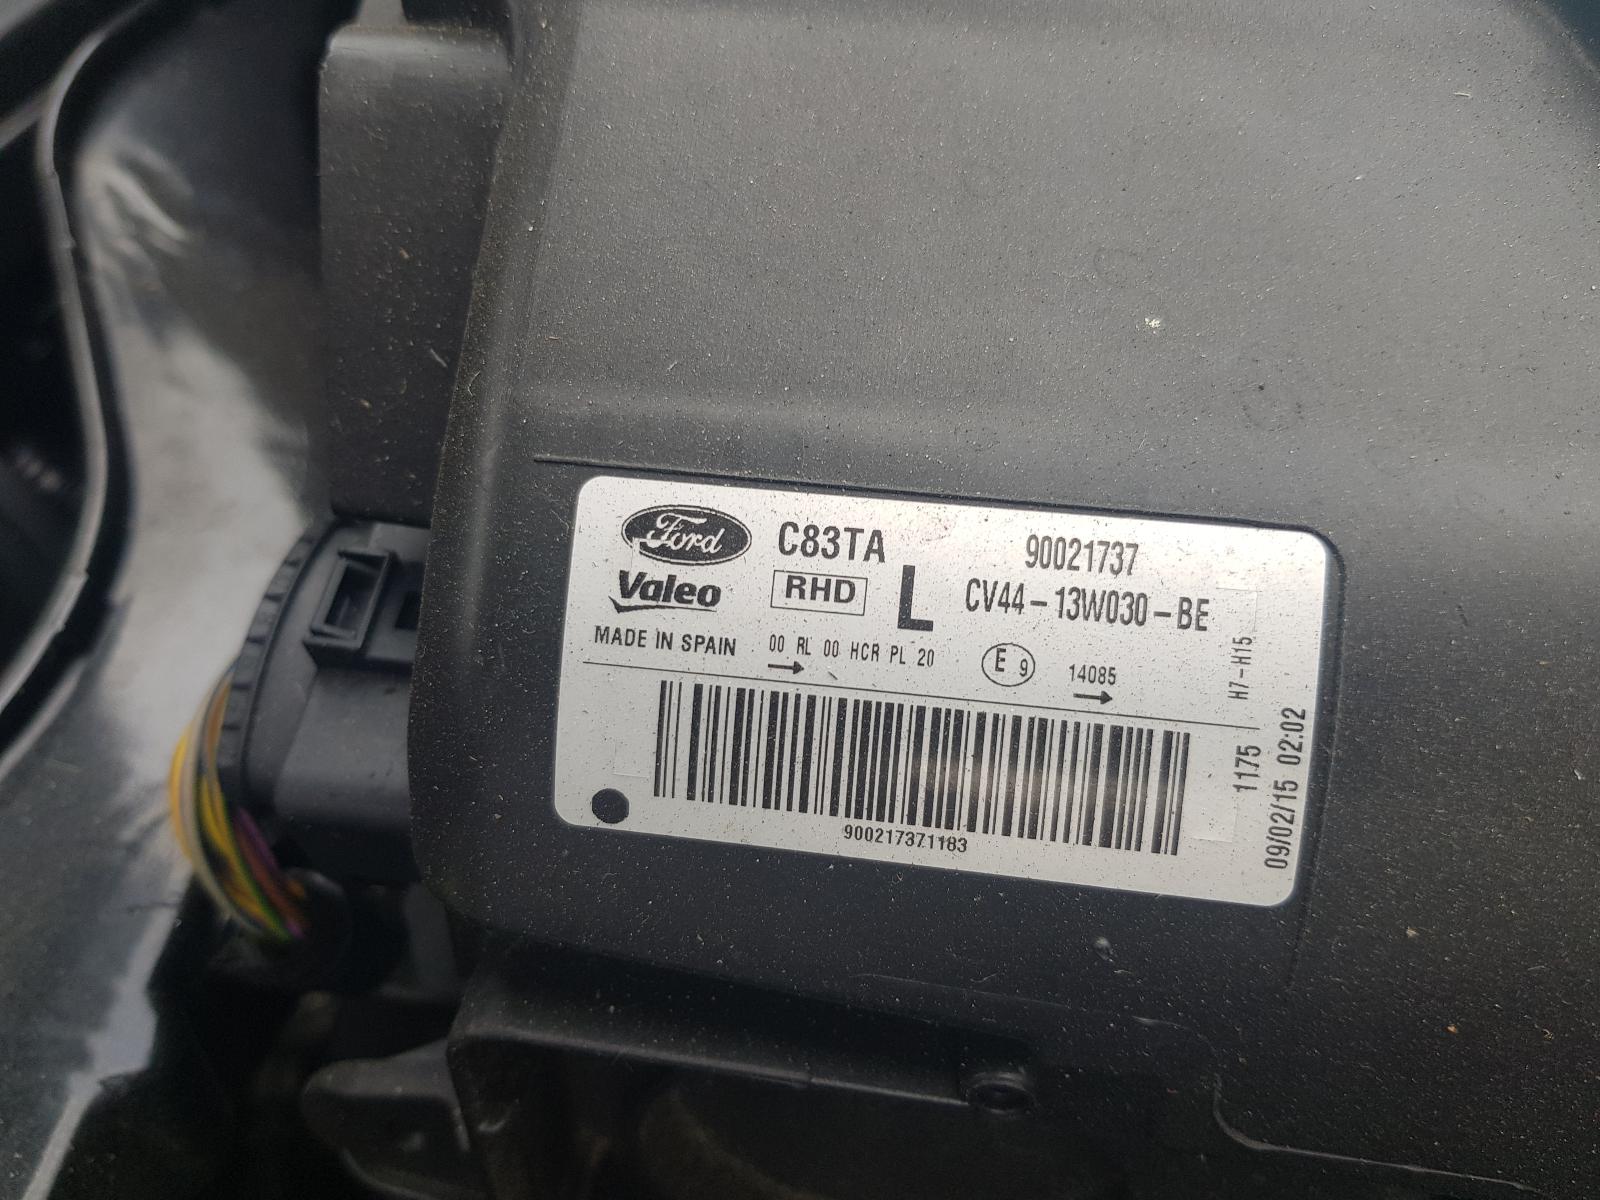 Ford C83TA 90021737
Valeo RHD L CV44-13W030-BE
MADE IN SPAIN 00 RL 00 HCR PL 20 E 9 14085
H7-H15
1175
09/02/15 02:02
900217371183